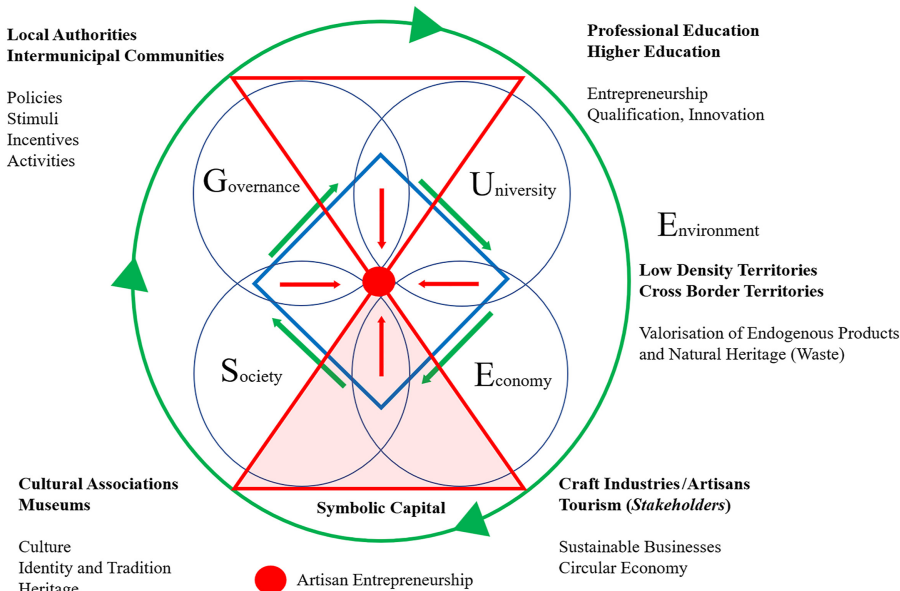 Local Authorities
Intermunicipal Communities
Policies
Stimuli
Incentives
Activities
Professional Education
Higher Education
Entrepreneurship
Qualification, Innovation
Governance
University
Environment
Low Density Territories
Cross Border Territories
Valorisation of Endogenous Products
and Natural Heritage (Waste)
Society
Economy
Cultural Associations
Museums
Culture
Identity and Tradition
Heritage
Symbolic Capital
Craft Industries/Artisans
Tourism (Stakeholders)
Sustainable Businesses
Circular Economy
Artisan Entrepreneurship